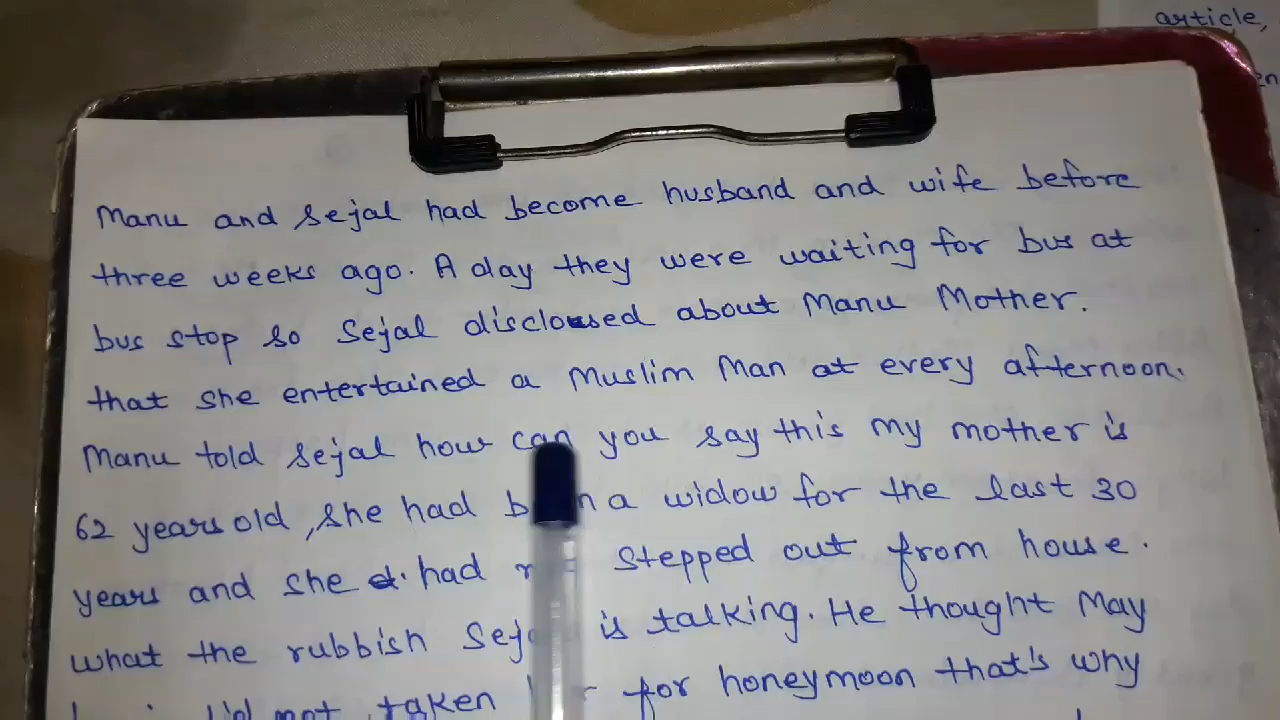 article,
Manu and Sejal had become husband and wife before
three weeks ago. A day they were waiting for bus at
bus stop so Sejal disclosed about Manu Mother.
that she entertained a Muslim Man at every afternoon.
Manu told Sejal how can you say this my mother is
62 years old, she had a widow for the last 30
years and she had stepped out from house.
what the rubbish is talking. He thought May
not taken for honeymoon that's why